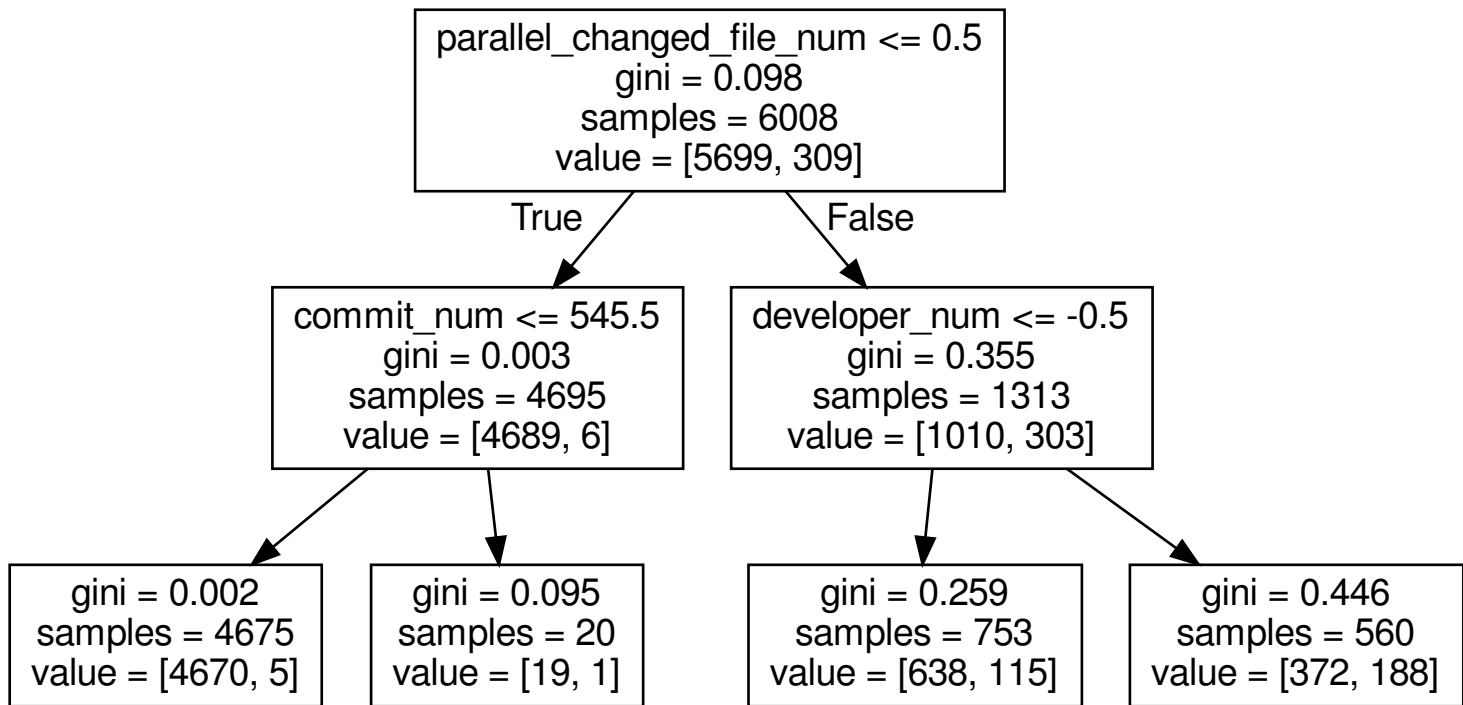 parallel_changed_file_num <= 0.5
gini = 0.098
samples = 6008
value = [5699, 309]
True
False
commit_num <= 545.5
gini = 0.003
samples = 4695
value = [4689, 6]
developer_num <= -0.5
gini = 0.355
samples = 1313
value = [1010, 303]
gini = 0.002
samples = 4675
value = [4670, 5]
gini = 0.095
samples = 20
value = [19, 1]
gini = 0.259
samples = 753
value = [638, 115]
gini = 0.446
samples = 560
value = [372, 188]